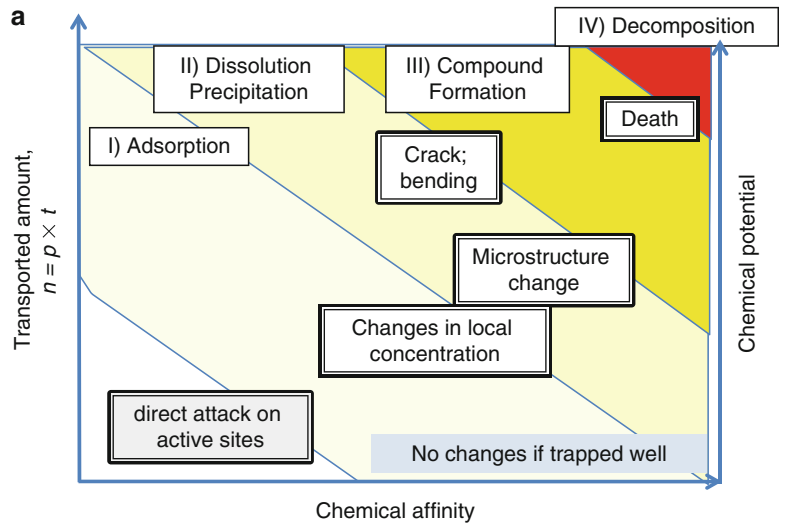 a
IV) Decomposition
II) Dissolution
Precipitation
III) Compound
Formation
Death
I) Adsorption
Crack;
bending
Transported amount,
n = p × t
Microstructure
change
Chemical potential
Changes in local
concentration
direct attack on
active sites
No changes if trapped well
Chemical affinity